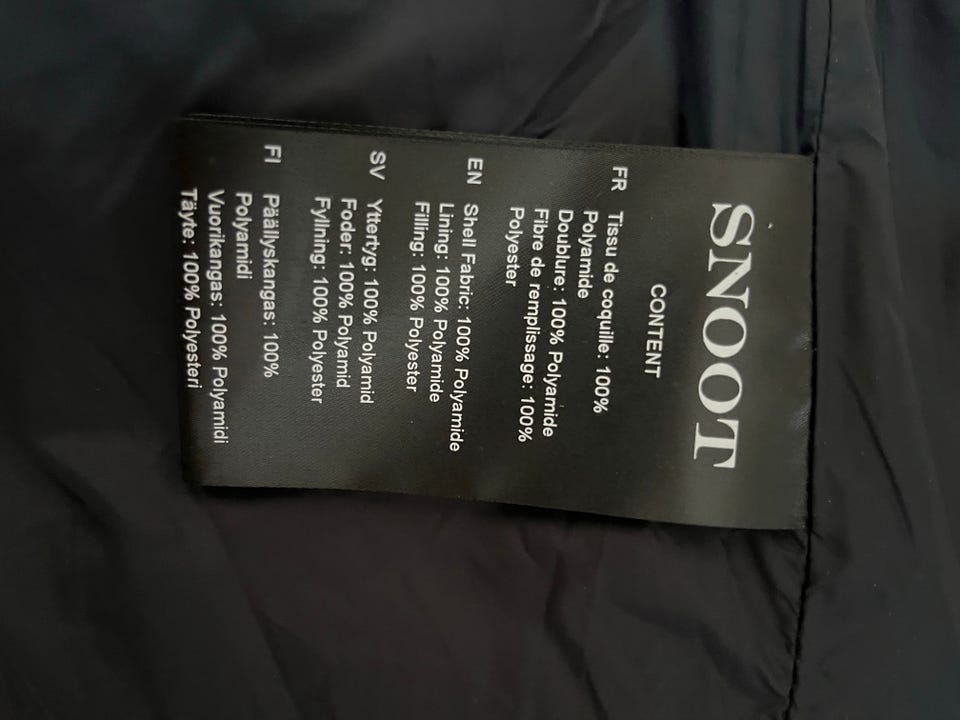 SNOOT
CONTENT
FR Tissu de coquille: 100%
Polyamide
Doublure: 100% Polyamide
Fibre de remplissage: 100%
Polyester
EN Shell Fabric: 100% Polyamide
Lining: 100% Polyamide
Filling: 100% Polyester
SV Yttertyg: 100% Polyamid
Foder: 100% Polyamid
Fyllning: 100% Polyester
FI Päällyskangas: 100%
Polyamidi
Vuorikangas: 100% Polyamidi
Täyte: 100% Polyesteri